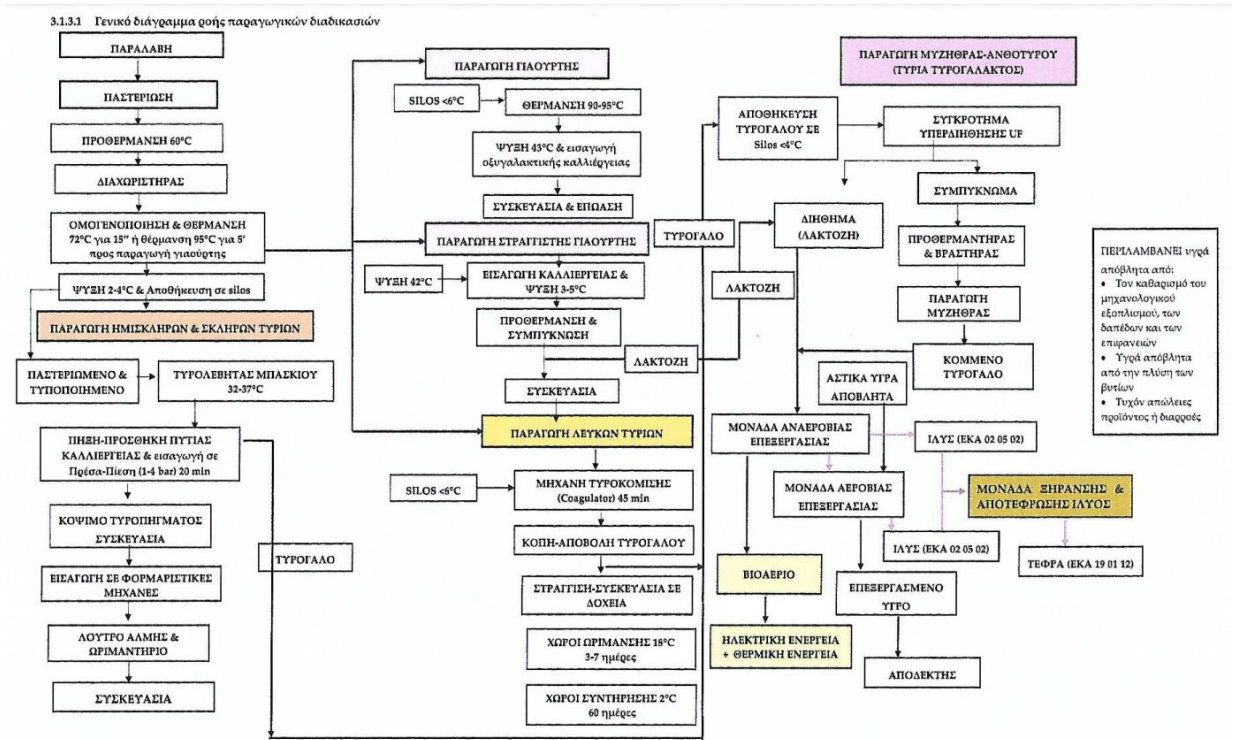 3.1.3.1 Γενικό διάγραμμα ροής παραγωγικών διαδικασιών
ΠΑΡΑΛΑΒΗ
ΠΑΣΤΕΡΙΩΣΗ
ΠΡΟΘΕΡΜΑΝΣΗ 60°C
ΔΙΑΧΩΡΙΣΤΗΡΑΣ
ΟΜΟΓΕΝΟΠΟΙΗΣΗ & ΘΕΡΜΑΝΣΗ
72°C για 15′′ ή θέρμανση 95°C για 5′
προς παραγωγή γιαούρτης
ΨΥΞΗ 2-4°C & Αποθήκευση σε silos
ΠΑΡΑΓΩΓΗ ΗΜΙΣΚΛΗΡΩΝ & ΣΚΛΗΡΩΝ ΤΥΡΙΩΝ
ΠΑΣΤΕΡΙΩΜΕΝΟ &
ΤΥΠΟΠΟΙΗΜΕΝΟ
ΤΥΡΟΛΕΒΗΤΑΣ ΜΠΑΣΚΙΟΥ
32-37°C
ΠΗΞΗ-ΠΡΟΣΘΗΚΗ ΠΥΤΙΑΣ
ΚΑΛΛΙΕΡΓΕΙΑΣ & εισαγωγή σε
Πρέσα-Πίεση (1-4 bar) 20 min
ΚΟΨΙΜΟ ΤΥΡΟΠΗΓΜΑΤΟΣ
ΣΥΣΚΕΥΑΣΙΑ
ΕΙΣΑΓΩΓΗ ΣΕ ΦΟΡΜΑΡΙΣΤΙΚΕΣ
ΜΗΧΑΝΕΣ
ΛΟΥΤΡΟ ΑΛΜΗΣ &
ΩΡΙΜΑΝΤΗΡΙΟ
ΣΥΣΚΕΥΑΣΙΑ
ΤΥΡΟΓΑΛΟ
ΠΑΡΑΓΩΓΗ ΓΙΑΟΥΡΤΗΣ
SILOS <6°C
ΘΕΡΜΑΝΣΗ 90-95°C
ΨΥΞΗ 43°C & εισαγωγή
οξυγαλακτικής καλλιέργειας
ΣΥΣΚΕΥΑΣΙΑ & ΕΠΩΑΣΗ
ΠΑΡΑΓΩΓΗ ΣΤΡΑΓΓΙΣΤΗΣ ΓΙΑΟΥΡΤΗΣ
ΨΥΞΗ 42°C
ΕΙΣΑΓΩΓΗ ΚΑΛΛΙΕΡΓΕΙΑΣ &
ΨΥΞΗ 3-5°C
ΠΡΟΘΕΡΜΑΝΣΗ &
ΣΥΜΠΥΚΝΩΣΗ
ΛΑΚΤΟΖΗ
ΣΥΣΚΕΥΑΣΙΑ
ΠΑΡΑΓΩΓΗ ΛΕΥΚΩΝ ΤΥΡΙΩΝ
SILOS <6°C
ΜΗΧΑΝΗ ΤΥΡΟΚΟΜΙΣΗΣ
(Coagulator) 45 min
ΚΟΠΗ-ΑΠΟΒΟΛΗ ΤΥΡΟΓΑΛΟΥ
ΣΤΡΑΓΓΙΣΗ-ΣΥΣΚΕΥΑΣΙΑ ΣΕ
ΔΟΧΕΙΑ
ΧΩΡΟΙ ΩΡΙΜΑΝΣΗΣ 18°C
3-7 ημέρες
ΧΩΡΟΙ ΣΥΝΤΗΡΗΣΗΣ 2°C
60 ημέρες
ΤΥΡΟΓΑΛΟ
ΛΑΚΤΟΖΗ
ΠΑΡΑΓΩΓΗ ΜΥΖΗΘΡΑΣ-ΑΝΘΟΤΥΡΟΥ
(ΤΥΡΙΑ ΤΥΡΟΓΑΛΑΚΤΟΣ)
ΑΠΟΘΗΚΕΥΣΗ
ΤΥΡΟΓΑΛΟΥ ΣΕ
Silos <4°C
ΣΥΓΚΡΟΤΗΜΑ
ΥΠΕΡΔΙΗΘΗΣΗΣ UF
ΔΙΗΘΗΜΑ
(ΛΑΚΤΟΖΗ)
ΣΥΜΠΥΚΝΩΜΑ
ΠΡΟΘΕΡΜΑΝΤΗΡΑΣ
& ΒΡΑΣΤΗΡΑΣ
ΠΑΡΑΓΩΓΗ
ΜΥΖΗΘΡΑΣ
ΚΟΜΜΕΝΟ
ΤΥΡΟΓΑΛΟ
ΑΣΤΙΚΑ ΥΓΡΑ
ΑΠΟΒΛΗΤΑ
ΜΟΝΑΔΑ ΑΝΑΕΡΟΒΙΑΣ
ΕΠΕΞΕΡΓΑΣΙΑΣ
ΙΛΥΣ (ΕΚΑ 02 05 02)
ΜΟΝΑΔΑ ΑΕΡΟΒΙΑΣ
ΕΠΕΞΕΡΓΑΣΙΑΣ
ΜΟΝΑΔΑ ΞΗΡΑΝΣΗΣ &
ΑΠΟΤΕΦΡΩΣΗΣ ΙΛΥΟΣ
ΙΛΥΣ (ΕΚΑ 02 05 02)
ΤΕΦΡΑ (ΕΚΑ 19 01 12)
ΒΙΟΑΕΡΙΟ
ΕΠΕΞΕΡΓΑΣΜΕΝΟ
ΥΓΡΟ
ΗΛΕΚΤΡΙΚΗ ΕΝΕΡΓΕΙΑ
+ ΘΕΡΜΙΚΗ ΕΝΕΡΓΕΙΑ
ΑΠΟΔΕΚΤΗΣ
ΠΕΡΙΛΑΜΒΑΝΕΙ υγρά
απόβλητα από:
• Τον καθαρισμό του
μηχανολογικού
εξοπλισμού, των
δαπέδων και των
επιφανειών
• Υγρά απόβλητα
από την πλύση των
βυτίων
• Τυχόν απώλειες
προϊόντος ή διαρροές